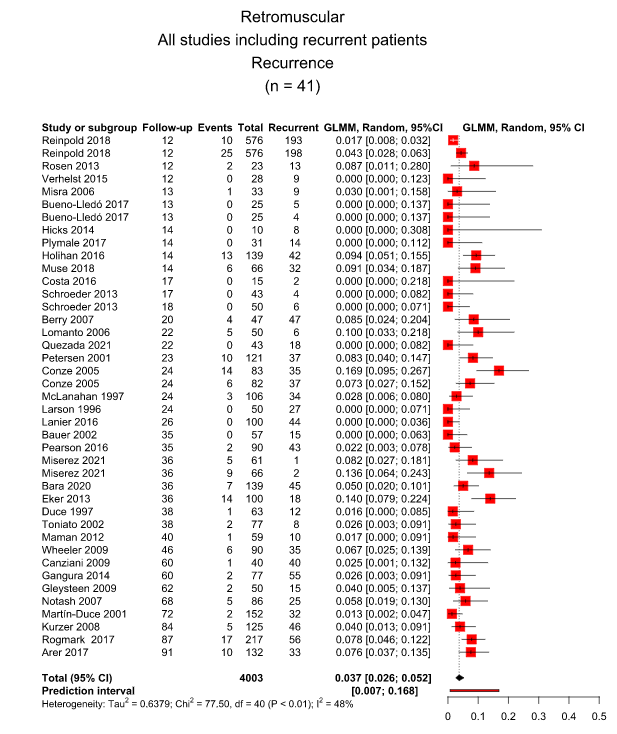 Retromuscular
All studies including recurrent patients
Recurrence
(n = 41)
Study or subgroup Follow-up Events Total Recurrent GLMM, Random, 95%CI GLMM, Random, 95%CI
Reinpold 2018 12 10 576 193 0.017 [0.008; 0.032]
Reinpold 2018 12 25 576 198 0.043 [0.028; 0.063]
Rosen 2013 12 2 23 13 0.087 [0.011; 0.280]
Verhelst 2015 12 0 28 9 0.000 [0.000; 0.123]
Misra 2006 13 1 33 9 0.030 [0.001; 0.158]
Bueno-Lledó 2017 13 0 25 5 0.000 [0.000; 0.137]
Bueno-Lledó 2017 13 0 25 4 0.000 [0.000; 0.137]
Hicks 2014 14 0 10 8 0.000 [0.000; 0.308]
Plymale 2017 14 0 31 14 0.000 [0.000; 0.112]
Holihan 2016 14 13 139 42 0.094 [0.051; 0.155]
Muse 2018 14 6 66 32 0.091 [0.034; 0.187]
Costa 2016 17 0 15 2 0.000 [0.000; 0.218]
Schroeder 2013 17 0 43 4 0.000 [0.000; 0.082]
Schroeder 2013 18 0 50 6 0.000 [0.000; 0.071]
Berry 2007 20 4 47 47 0.085 [0.024; 0.204]
Lomanto 2006 22 5 50 6 0.100 [0.033; 0.218]
Quezada 2021 22 0 43 18 0.000 [0.000; 0.082]
Petersen 2001 23 10 121 37 0.083 [0.040; 0.147]
Conze 2005 24 14 83 35 0.169 [0.095; 0.267]
Conze 2005 24 6 82 37 0.073 [0.027; 0.152]
McLanahan 1997 24 3 106 34 0.028 [0.006; 0.080]
Larson 1996 24 0 50 27 0.000 [0.000; 0.071]
Lanier 2016 26 0 100 44 0.000 [0.000; 0.036]
Bauer 2002 35 0 57 15 0.000 [0.000; 0.063]
Pearson 2016 35 2 90 43 0.022 [0.003; 0.078]
Miserez 2021 36 5 61 1 0.082 [0.027; 0.181]
Miserez 2021 36 9 66 2 0.136 [0.064; 0.243]
Bara 2020 36 7 139 45 0.050 [0.020; 0.101]
Eker 2013 36 14 100 18 0.140 [0.079; 0.224]
Duce 1997 38 1 63 12 0.016 [0.000; 0.085]
Toniato 2002 38 2 77 8 0.026 [0.003; 0.091]
Maman 2012 40 1 59 10 0.017 [0.000; 0.091]
Wheeler 2009 46 6 90 35 0.067 [0.025; 0.139]
Canziani 2009 60 1 40 40 0.025 [0.001; 0.132]
Gangura 2014 60 2 77 55 0.026 [0.003; 0.091]
Gleysteen 2009 62 2 50 15 0.040 [0.005; 0.137]
Notash 2007 68 5 86 25 0.058 [0.019; 0.130]
Martín-Duce 2001 72 2 152 32 0.013 [0.002; 0.047]
Kurzer 2008 84 5 125 46 0.040 [0.013; 0.091]
Rogmark 2017 87 17 217 56 0.078 [0.046; 0.122]
Arer 2017 91 10 132 33 0.076 [0.037; 0.135]
Total (95% CI) 4003 0.037 [0.026; 0.052]
Prediction interval [0.007; 0.168]
Heterogeneity: Tau² = 0.6379; Chi² = 77.50, df = 40 (P < 0.01); I² = 48%
0 0.1 0.2 0.3 0.4 0.5